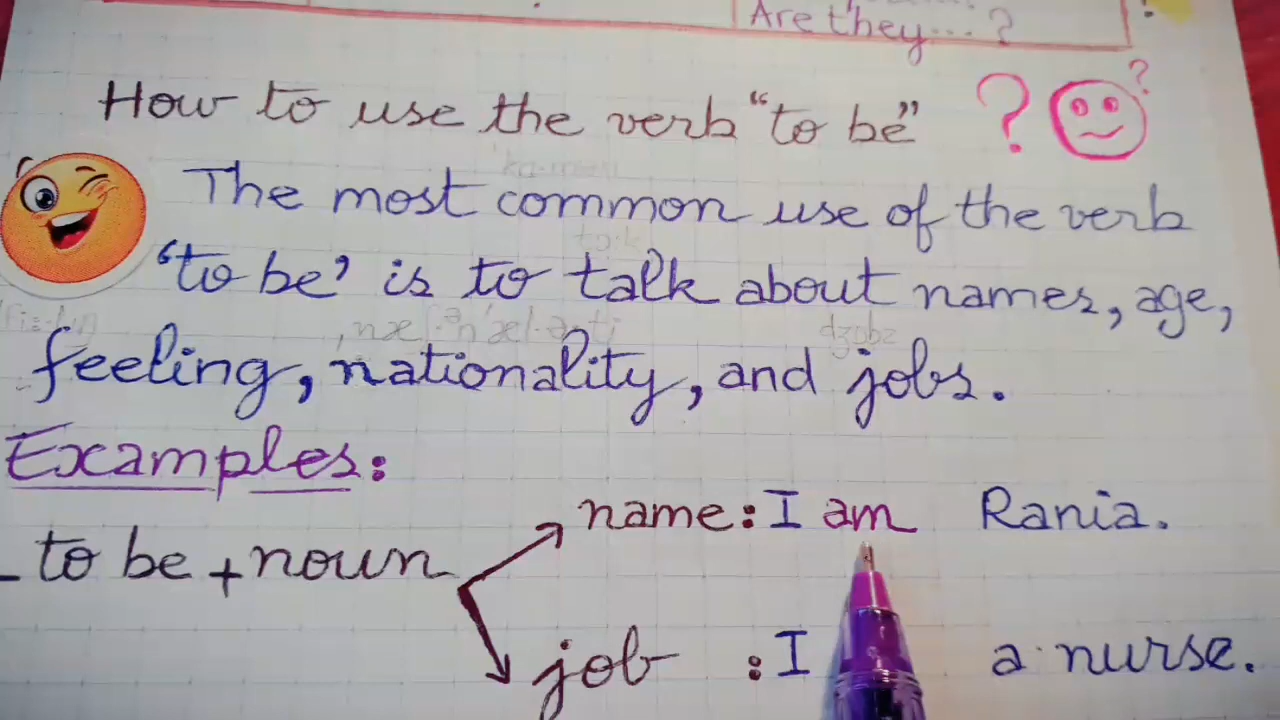 Are they...?
How to use the verb "to be" ? ?
The most common use of the verb
'to be' is to talk about names, age,
feeling, nationality, and jobs.
Examples:
- to be + noun
name: I am Rania.
job : I a nurse.